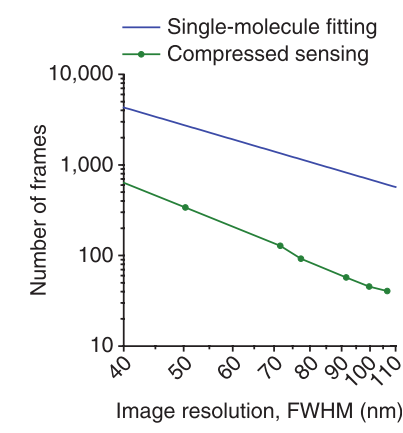 Single-molecule fitting
Compressed sensing
10,000
1,000
100
10
Number of frames
40 50 60 70 80 90 100 110
Image resolution, FWHM (nm)